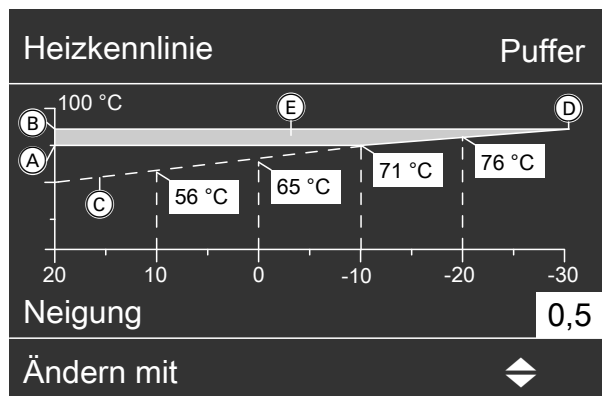 Heizkennlinie Puffer
100 °C
B E D
A
C 56 °C 65 °C 71 °C 76 °C
20 10 0 -10 -20 -30
Neigung 0,5
Ändern mit